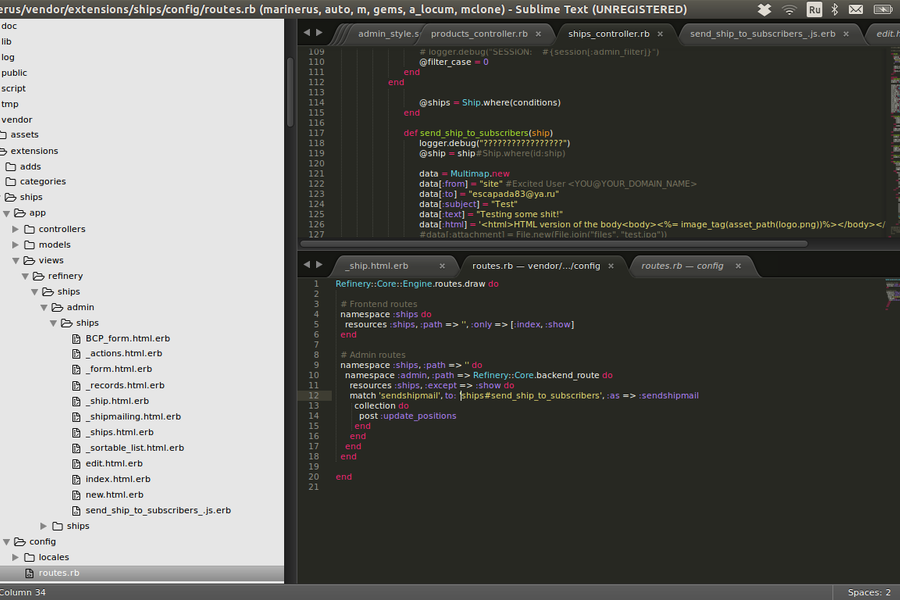 erus/vendor/extensions/ships/config/routes.rb (marinerus, auto, m, gems, a_locum, mclone) - Sublime Text (UNREGISTERED)
Ru
doc
lib
log
public
script
tmp
vendor
assets
extensions
adds
categories
ships
app
controllers
models
views
refinery
ships
admin
ships
BCP_form.html.erb
_actions.html.erb
_form.html.erb
_records.html.erb
_ship.html.erb
_shipmailing.html.erb
_ships.html.erb
_sortable_list.html.erb
edit.html.erb
index.html.erb
new.html.erb
send_ship_to_subscribers_.js.erb
ships
config
locales
routes.rb
admin_style.s products_controller.rb × ships_controller.rb × send_ship_to_subscribers_.js.erb × edit.h
109 # logger.debug("SESSION: #{session[:admin_filter]}")
110 @filter_case = 0
111 end
112 end
113
114 @ships = Ship.where(conditions)
115 end
116
117 def send_ship_to_subscribers(ship)
118 logger.debug("????????????????")
119 @ship = ship#Ship.where(id:ship)
120
121 data = Multimap.new
122 data[:from] = "site" #Excited User <YOU@YOUR_DOMAIN_NAME>
123 data[:to] = "escapada83@ya.ru"
124 data[:subject] = "Test"
125 data[:text] = "Testing some shit!"
126 data[:html] = '<html>HTML version of the body<body><%= image_tag(asset_path(logo.png))%></body></
127 #data[:attachment] = File.new(File.join("files", "test.jpg"))
_ship.html.erb × routes.rb — vendor/.../config × routes.rb — config ×
1 Refinery::Core::Engine.routes.draw do
2
3 # Frontend routes
4 namespace :ships do
5 resources :ships, :path => '', :only => [:index, :show]
6 end
7
8 # Admin routes
9 namespace :ships, :path => '' do
10 namespace :admin, :path => Refinery::Core.backend_route do
11 resources :ships, :except => :show do
12 match 'sendshipmail', to: 'ships#send_ship_to_subscribers', :as => :sendshipmail
13 collection do
14 post :update_positions
15 end
16 end
17 end
18 end
19
20 end
21
Column 34
Spaces: 2